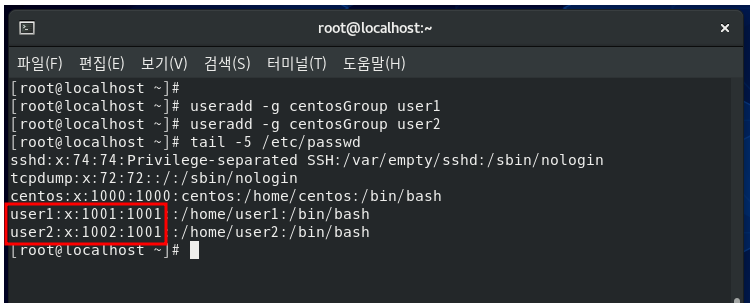 root@localhost:~
파일(F) 편집(E) 보기(V) 검색(S) 터미널(T) 도움말(H)
[root@localhost ~]#
[root@localhost ~]# useradd -g centosGroup user1
[root@localhost ~]# useradd -g centosGroup user2
[root@localhost ~]# tail -5 /etc/passwd
sshd:x:74:74:Privilege-separated SSH:/var/empty/sshd:/sbin/nologin
tcpdump:x:72:72::/:/sbin/nologin
centos:x:1000:1000:centos:/home/centos:/bin/bash
user1:x:1001:1001::/home/user1:/bin/bash
user2:x:1002:1001::/home/user2:/bin/bash
[root@localhost ~]#